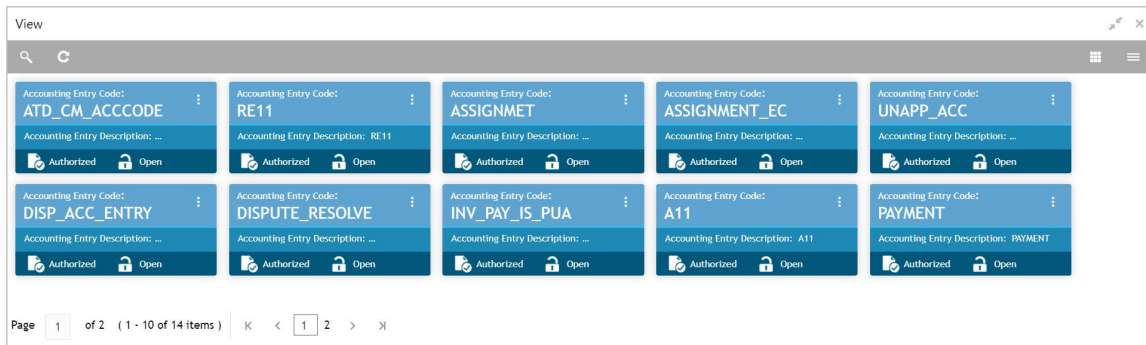 View
Accounting Entry Code:
ATD_CM_ACCCODE
Accounting Entry Description: ...
Authorized Open
Accounting Entry Code:
RE11
Accounting Entry Description: RE11
Authorized Open
Accounting Entry Code:
ASSIGNMET
Accounting Entry Description: ...
Authorized Open
Accounting Entry Code:
ASSIGNMENT_EC
Accounting Entry Description: ...
Authorized Open
Accounting Entry Code:
UNAPP_ACC
Accounting Entry Description: ...
Authorized Open
Accounting Entry Code:
DISP_ACC_ENTRY
Accounting Entry Description: ...
Authorized Open
Accounting Entry Code:
DISPUTE_RESOLVE
Accounting Entry Description: ...
Authorized Open
Accounting Entry Code:
INV_PAY_IS_PUA
Accounting Entry Description: ...
Authorized Open
Accounting Entry Code:
A11
Accounting Entry Description: A11
Authorized Open
Accounting Entry Code:
PAYMENT
Accounting Entry Description: PAYMENT
Authorized Open
Page 1 of 2 ( 1 - 10 of 14 items ) 1 2